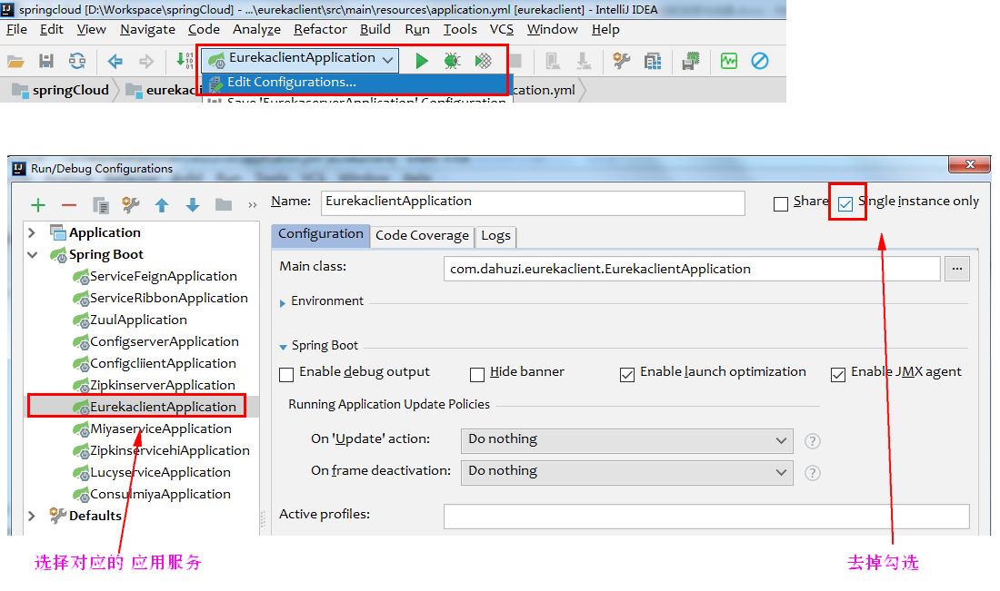 springcloud [D:\Workspace\springCloud] - ...\eurekaclient\src\main\resources\application.yml [eurekaclient] - IntelliJ IDEA
File Edit View Navigate Code Analyze Refactor Build Run Tools VCS Window Help
EurekaclientApplication
Edit Configurations...
springCloud
Save 'EurekaserverApplication' Configuration
Run/Debug Configurations
Name: EurekaclientApplication Share Single instance only
Application
Spring Boot
ServiceFeignApplication
ServiceRibbonApplication
ZuulApplication
ConfigserverApplication
ConfigcliientApplication
ZipkinserverApplication
EurekaclientApplication
MiyaserviceApplication
ZipkinservicehiApplication
LucyserviceApplication
ConsulmiyaApplication
Defaults
Configuration Code Coverage Logs
Main class: com.dahuzi.eurekaclient.EurekaclientApplication ...
Environment
Spring Boot
Enable debug output Hide banner Enable launch optimization Enable JMX agent
Running Application Update Policies
On 'Update' action: Do nothing ?
On frame deactivation: Do nothing ?
Active profiles:
选择对应的 应用服务
去掉勾选